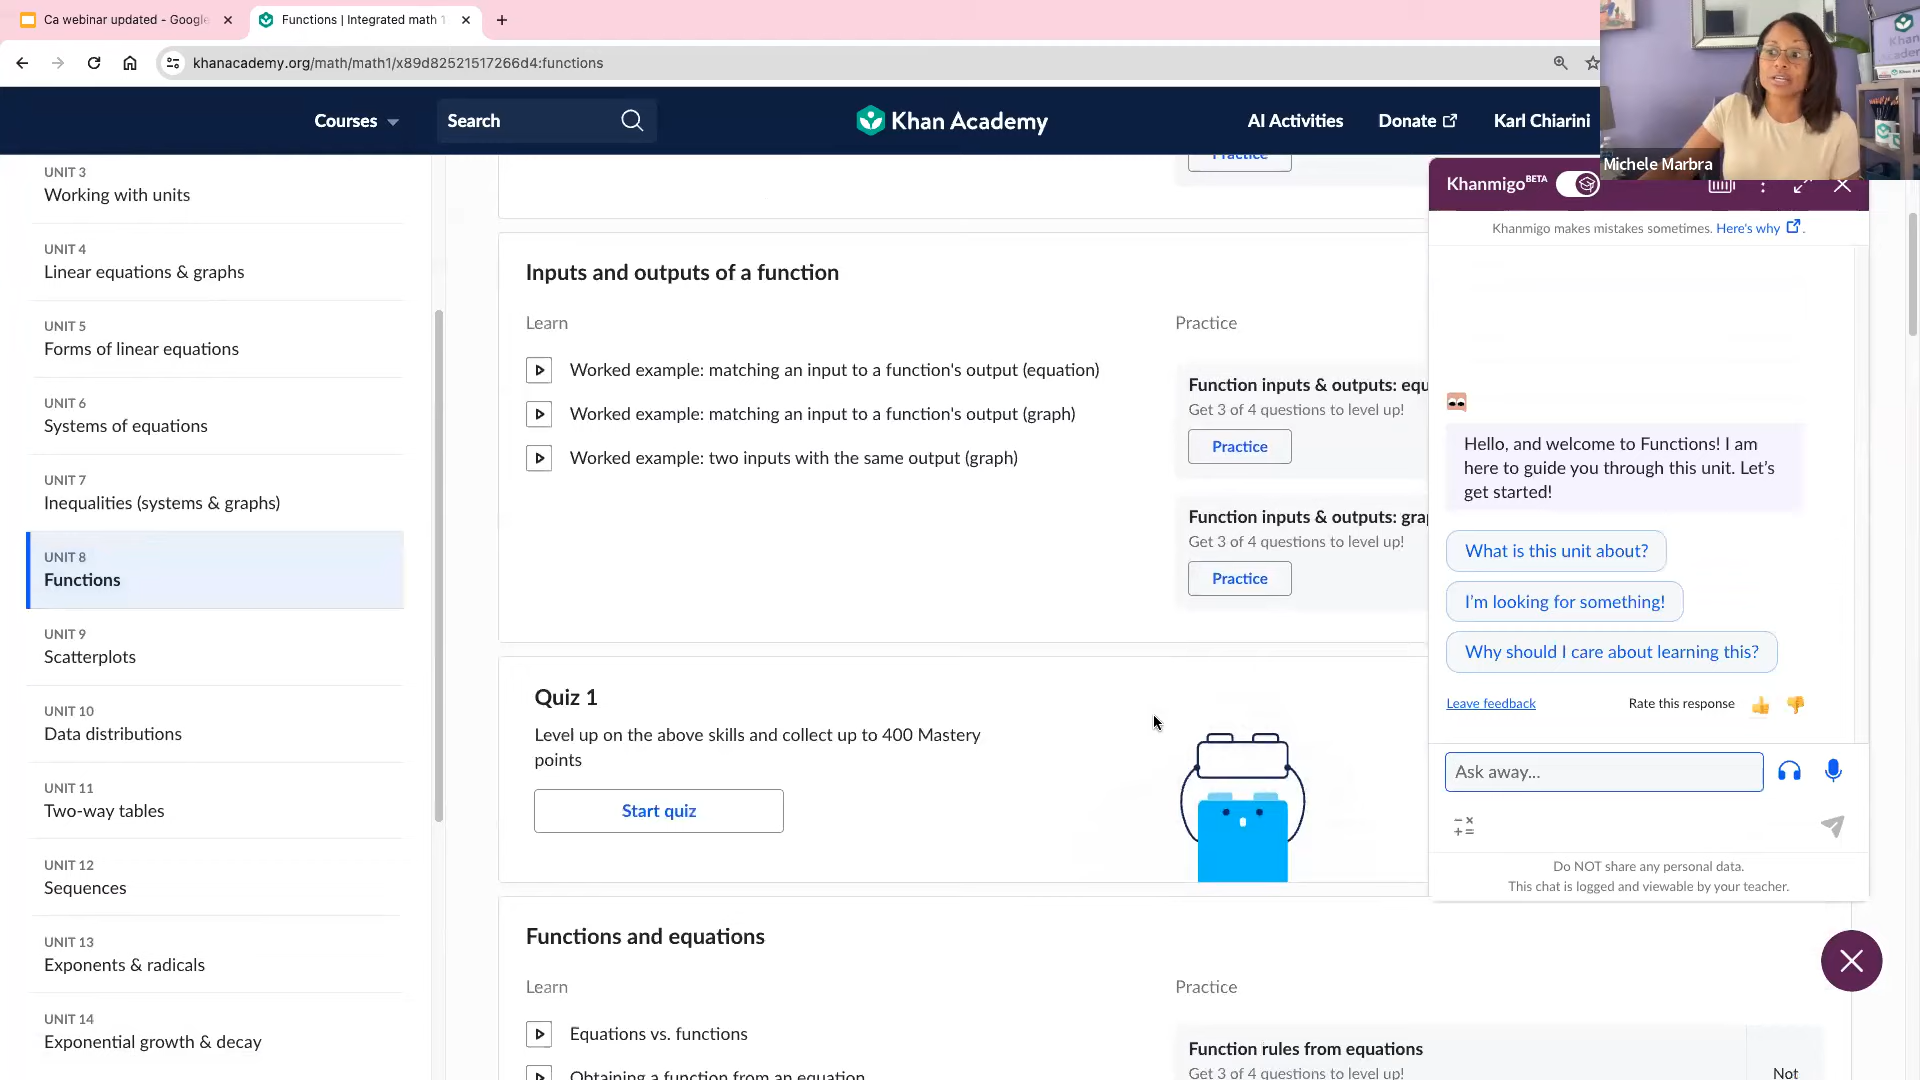 Ca webinar updated - Google
Functions | Integrated math 1
khanacademy.org/math/math1/x89d82521517266d4:functions
Courses
Search
Khan Academy
AI Activities
Donate
Karl Chiarini
Khan
Michele Marbra
UNIT 3
Working with units
UNIT 4
Linear equations & graphs
UNIT 5
Forms of linear equations
UNIT 6
Systems of equations
UNIT 7
Inequalities (systems & graphs)
UNIT 8
Functions
UNIT 9
Scatterplots
UNIT 10
Data distributions
UNIT 11
Two-way tables
UNIT 12
Sequences
UNIT 13
Exponents & radicals
UNIT 14
Exponential growth & decay
Practice
Inputs and outputs of a function
Learn
Worked example: matching an input to a function's output (equation)
Worked example: matching an input to a function's output (graph)
Worked example: two inputs with the same output (graph)
Practice
Function inputs & outputs: equ
Get 3 of 4 questions to level up!
Practice
Function inputs & outputs: gra
Get 3 of 4 questions to level up!
Practice
Quiz 1
Level up on the above skills and collect up to 400 Mastery
points
Start quiz
Functions and equations
Learn
Equations vs. functions
Obtaining a function from an equation
Practice
Function rules from equations
Get 3 of 4 questions to level up!
Not
Khanmigo BETA
Khanmigo makes mistakes sometimes. Here's why.
Hello, and welcome to Functions! I am
here to guide you through this unit. Let's
get started!
What is this unit about?
I'm looking for something!
Why should I care about learning this?
Leave feedback
Rate this response
Ask away...
Do NOT share any personal data.
This chat is logged and viewable by your teacher.